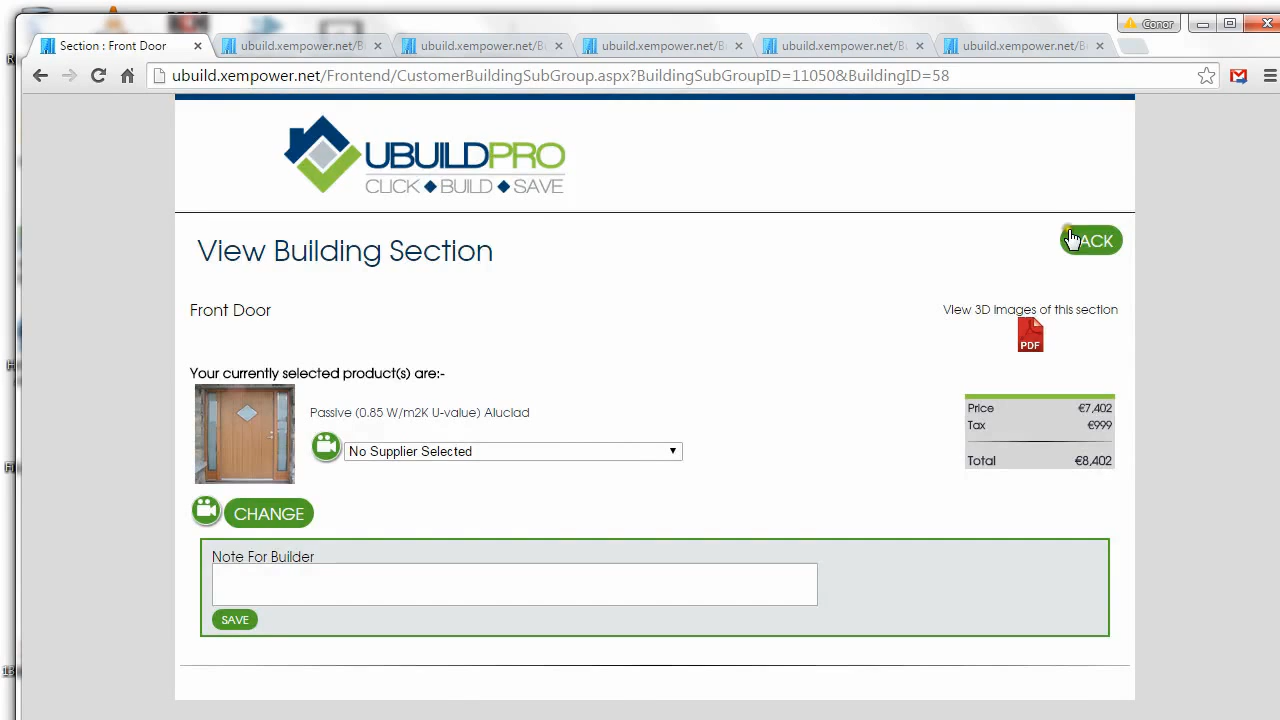 Conor
Section : Front Door
ubuild.xempower.net/B
ubuild.xempower.net/B
ubuild.xempower.net/B
ubuild.xempower.net/B
ubuild.xempower.net/B
ubuild.xempower.net/Frontend/CustomerBuildingSubGroup.aspx?BuildingSubGroupID=11050&BuildingID=58
UBUILDPRO
CLICK ◆ BUILD ◆ SAVE
View Building Section
Front Door
View 3D images of this section
PDF
Your currently selected product(s) are:-
Passive (0.85 W/m2K U-value) Aluclad
No Supplier Selected
Price €7,402
Tax €999
Total €8,402
CHANGE
Note For Builder
SAVE